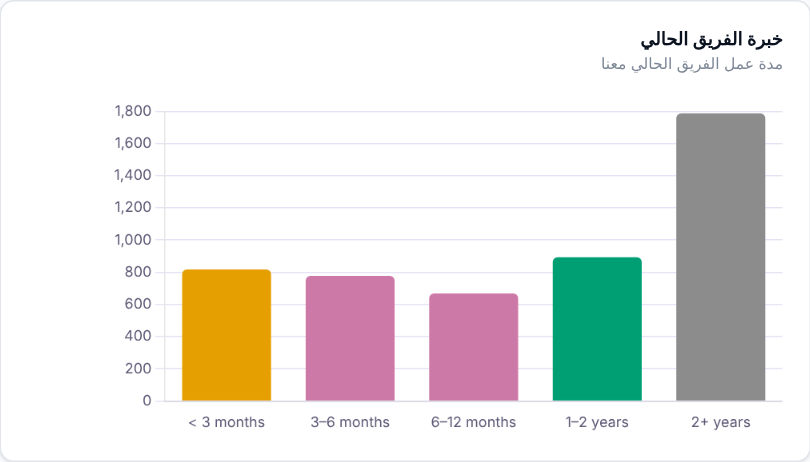 خبرة الفريق الحالي
مدة عمل الفريق الحالي معنا
1,800
1,600
1,400
1,200
1,000
800
600
400
200
0
< 3 months
3–6 months
6–12 months
1–2 years
2+ years